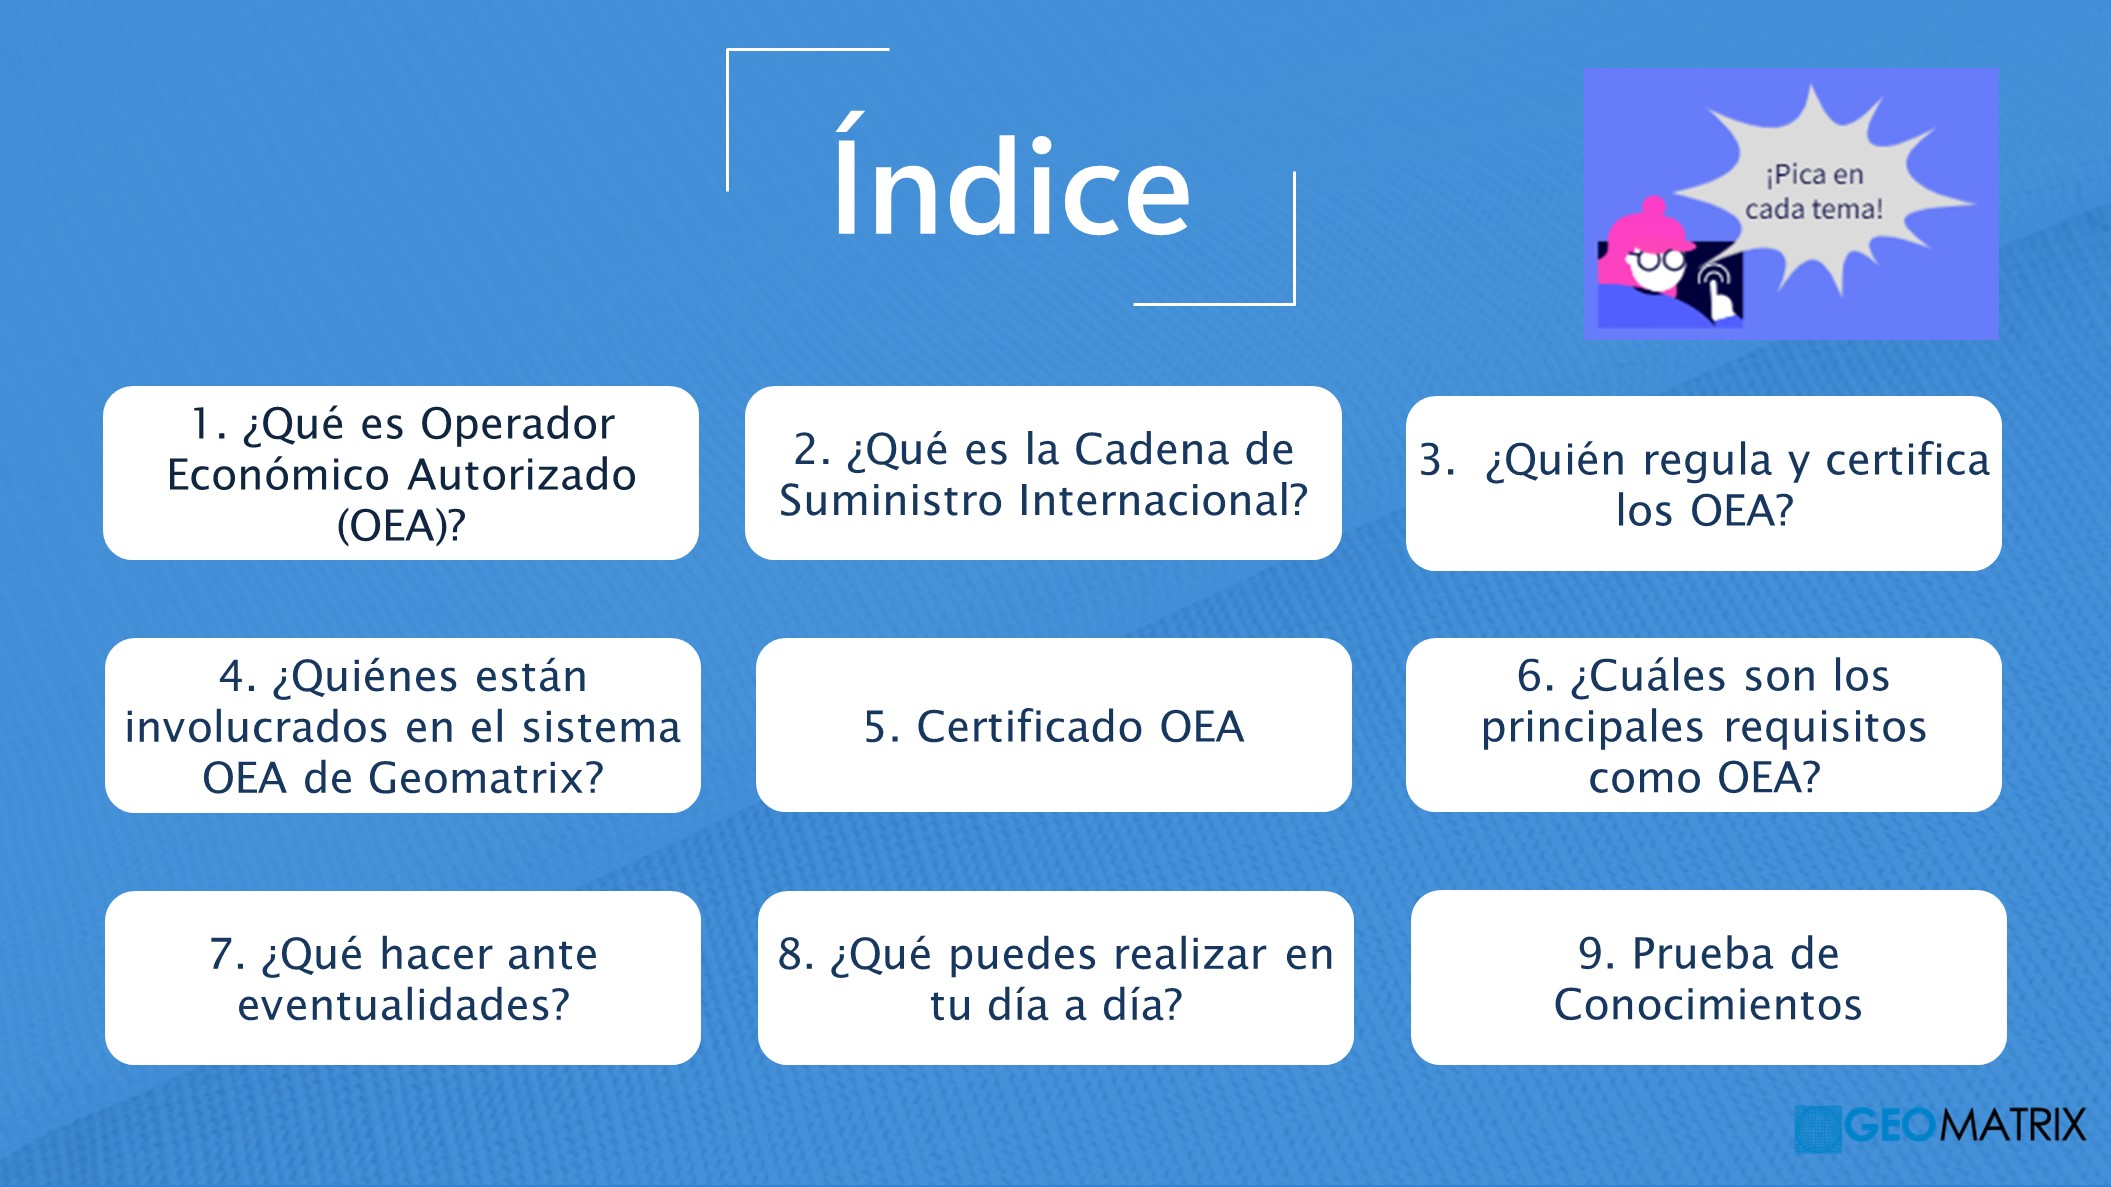 Índice
¡Pica en
cada tema!
1. ¿Qué es Operador
Económico Autorizado
(OEA)?
2. ¿Qué es la Cadena de
Suministro Internacional?
3. ¿Quién regula y certifica
los OEA?
4. ¿Quiénes están
involucrados en el sistema
OEA de Geomatrix?
5. Certificado OEA
6. ¿Cuáles son los
principales requisitos
como OEA?
7. ¿Qué hacer ante
eventualidades?
8. ¿Qué puedes realizar en
tu día a día?
9. Prueba de
Conocimientos
GEOMATRIX